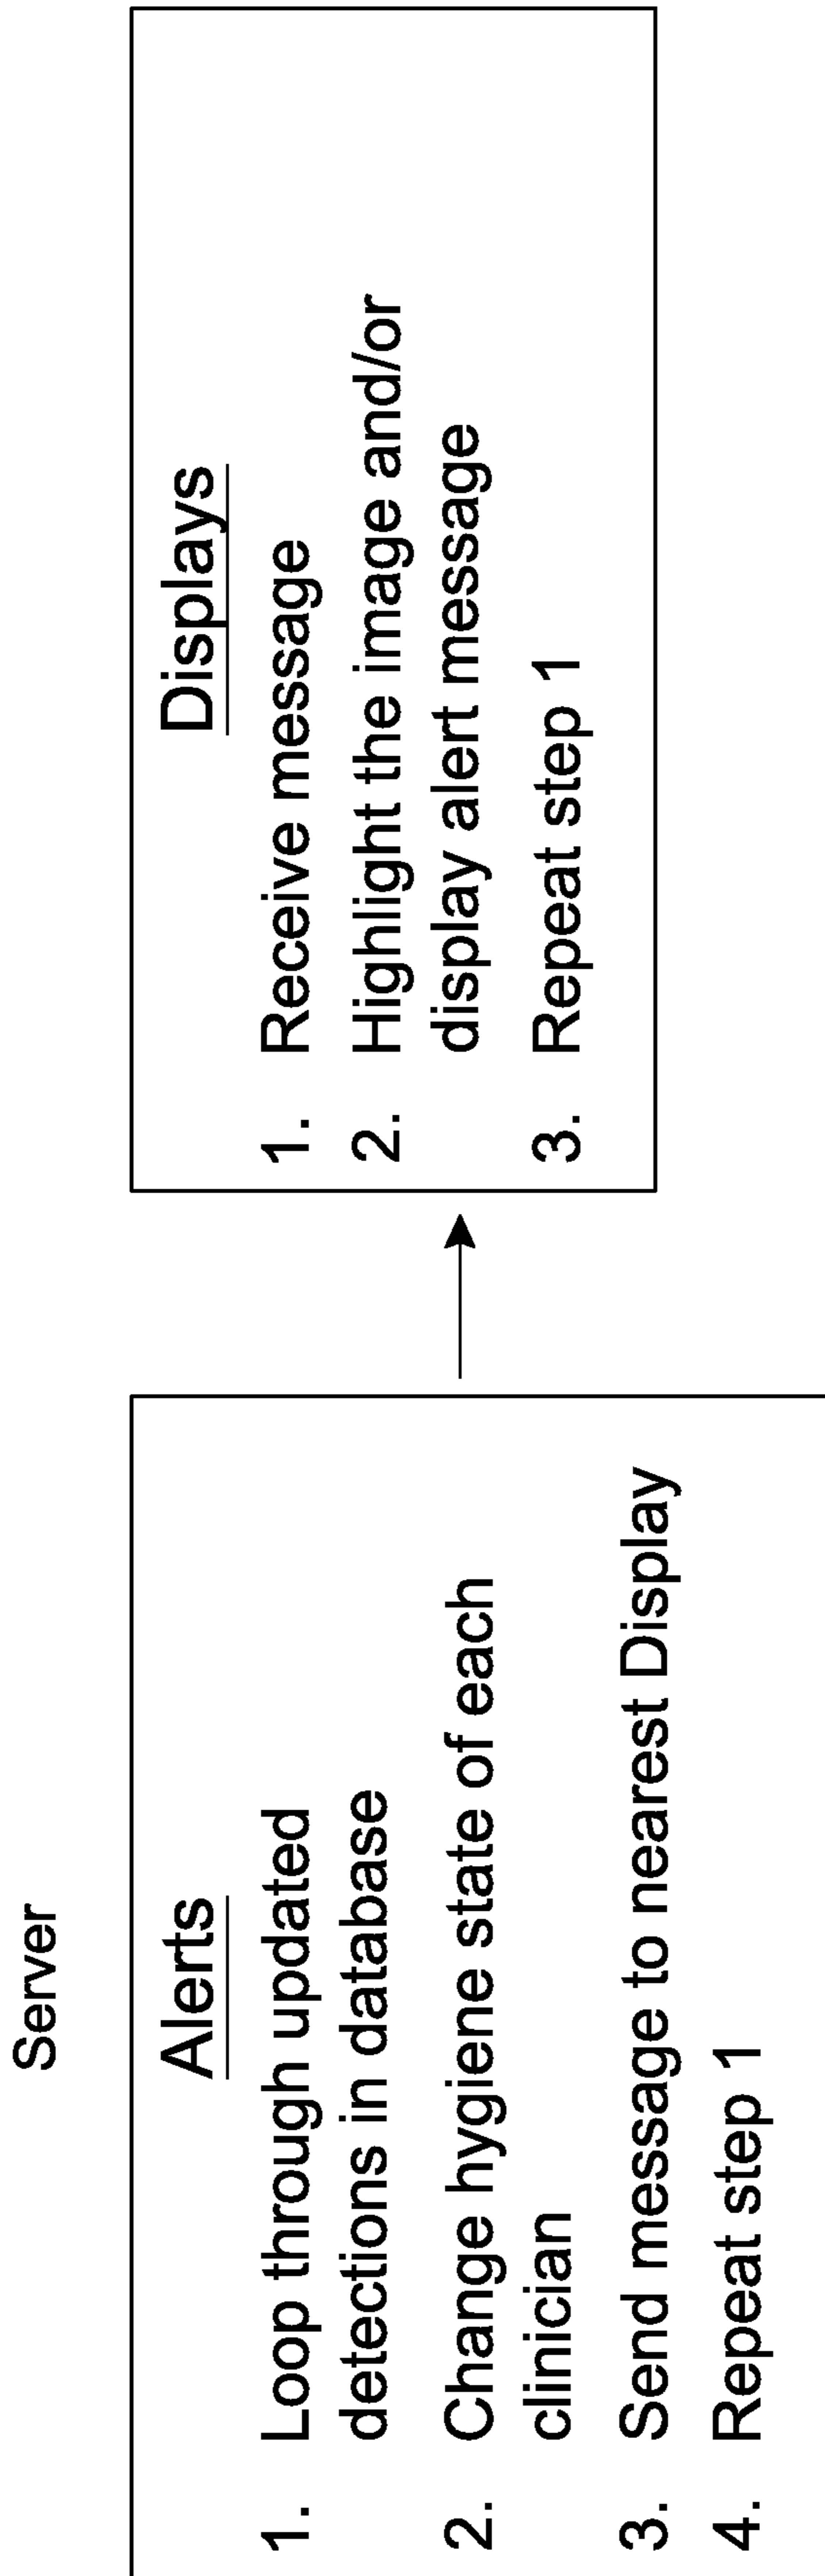 Server
Alerts
1. Loop through updated
detections in database
2. Change hygiene state of each
clinician
3. Send message to nearest Display
4. Repeat step 1
Displays
1. Receive message
2. Highlight the image and/or
display alert message
3. Repeat step 1